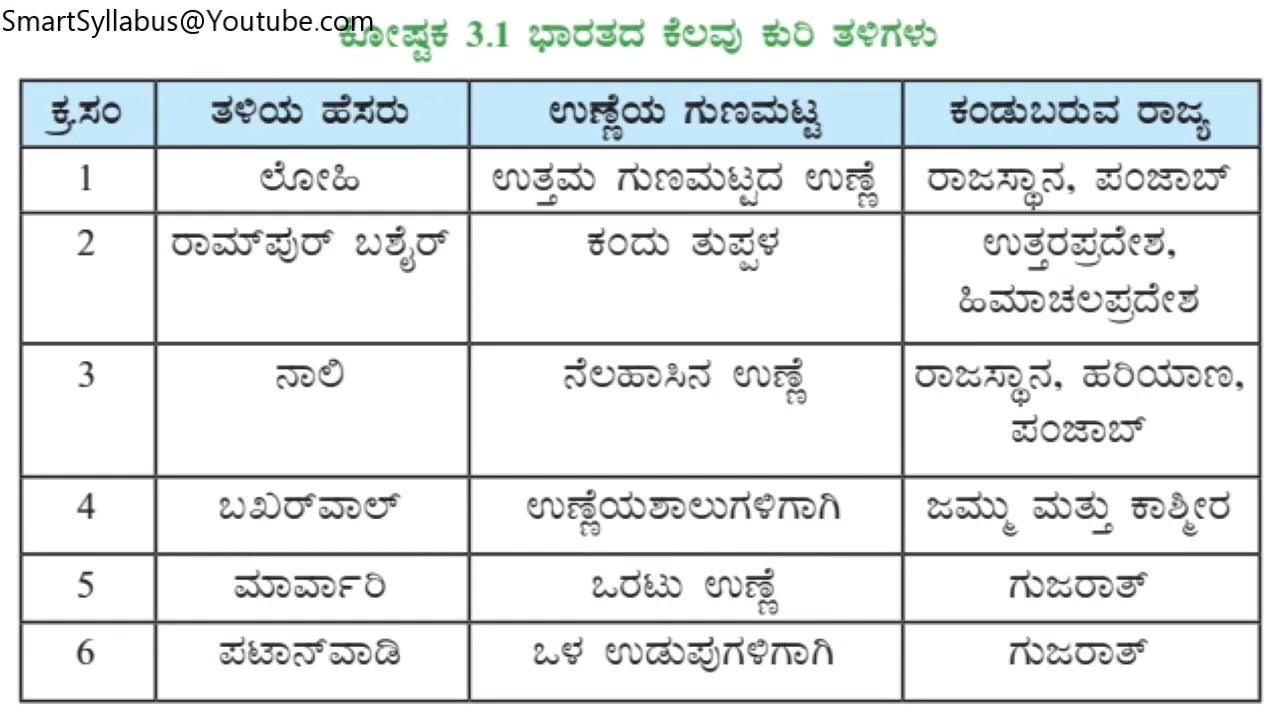 SmartSyllabus@Youtube.com
ಕೋಷ್ಟಕ 3.1 ಭಾರತದ ಕೆಲವು ಕುರಿ ತಳಿಗಳು
ಕ್ರ.ಸಂ ತಳಿಯ ಹೆಸರು ಉಣ್ಣೆಯ ಗುಣಮಟ್ಟ ಕಂಡುಬರುವ ರಾಜ್ಯ
1 ಲೋಹಿ ಉತ್ತಮ ಗುಣಮಟ್ಟದ ಉಣ್ಣೆ ರಾಜಸ್ಥಾನ, ಪಂಜಾಬ್
2 ರಾಮ್‌ಪುರ್ ಬಶೈರ್ ಕಂದು ತುಪ್ಪಳ ಉತ್ತರಪ್ರದೇಶ,
ಹಿಮಾಚಲಪ್ರದೇಶ
3 ನಾಲಿ ನೆಲಹಾಸಿನ ಉಣ್ಣೆ ರಾಜಸ್ಥಾನ, ಹರಿಯಾಣ,
ಪಂಜಾಬ್
4 ಬಖರ್‌ವಾಲ್ ಉಣ್ಣೆಯಶಾಲುಗಳಿಗಾಗಿ ಜಮ್ಮು ಮತ್ತು ಕಾಶ್ಮೀರ
5 ಮಾರ್ವಾರಿ ಒರಟು ಉಣ್ಣೆ ಗುಜರಾತ್
6 ಪಟಾನ್‌ವಾಡಿ ಒಳ ಉಡುಪುಗಳಿಗಾಗಿ ಗುಜರಾತ್